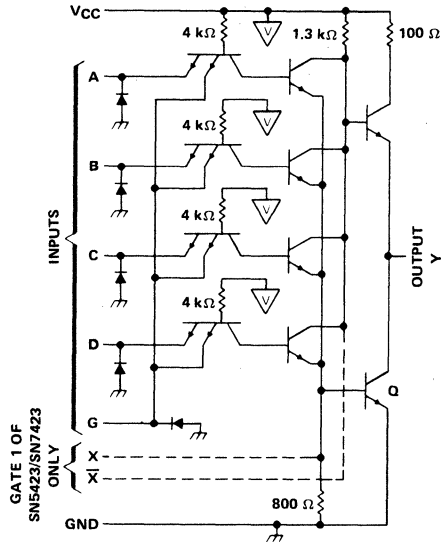 VCC
4 kΩ
V
1.3 kΩ
100 Ω
A
4 kΩ
V
B
4 kΩ
V
C
4 kΩ
V
D
G
X
X̅
INPUTS
GATE 1 OF
SN5423/SN7423
ONLY
OUTPUT
Y
Q
800 Ω
GND